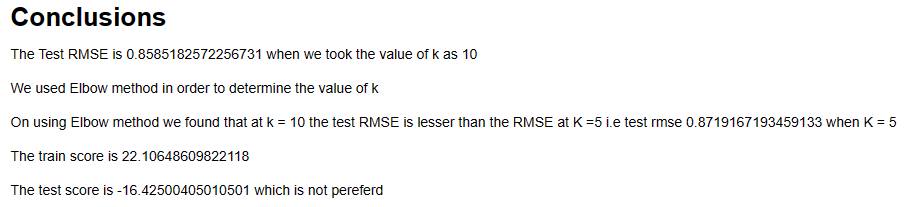 Conclusions
The Test RMSE is 0.8585182572256731 when we took the value of k as 10
We used Elbow method in order to determine the value of k
On using Elbow method we found that at k = 10 the test RMSE is lesser than the RMSE at K =5 i.e test rmse 0.8719167193459133 when K = 5
The train score is 22.10648609822118
The test score is -16.42500405010501 which is not pereferd